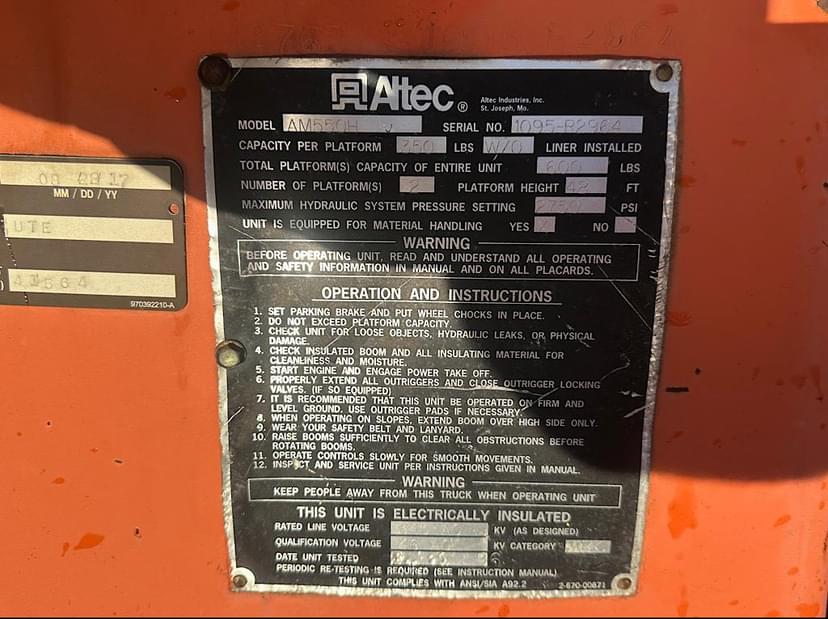 Altec®
Altec Industries, Inc.
St. Joseph, Mo.
MODEL AM550H SERIAL NO. 1095-R2964
CAPACITY PER PLATFORM 350 LBS W/O LINER INSTALLED
TOTAL PLATFORM(S) CAPACITY OF ENTIRE UNIT 600 LBS
NUMBER OF PLATFORM(S) 2 PLATFORM HEIGHT 48 FT
MAXIMUM HYDRAULIC SYSTEM PRESSURE SETTING 2750 PSI
UNIT IS EQUIPPED FOR MATERIAL HANDLING YES X NO
WARNING
BEFORE OPERATING UNIT, READ AND UNDERSTAND ALL OPERATING
AND SAFETY INFORMATION IN MANUAL AND ON ALL PLACARDS.
OPERATION AND INSTRUCTIONS
1. SET PARKING BRAKE AND PUT WHEEL CHOCKS IN PLACE.
2. DO NOT EXCEED PLATFORM CAPACITY.
3. CHECK UNIT FOR LOOSE OBJECTS, HYDRAULIC LEAKS, OR PHYSICAL
DAMAGE.
4. CHECK INSULATED BOOM AND ALL INSULATING MATERIAL FOR
CLEANLINESS AND MOISTURE.
5. START ENGINE AND ENGAGE POWER TAKE OFF.
6. PROPERLY EXTEND ALL OUTRIGGERS AND CLOSE OUTRIGGER LOCKING
VALVES. (IF SO EQUIPPED)
7. IT IS RECOMMENDED THAT THIS UNIT BE OPERATED ON FIRM AND
LEVEL GROUND. USE OUTRIGGER PADS IF NECESSARY.
8. WHEN OPERATING ON SLOPES, EXTEND BOOM OVER HIGH SIDE ONLY.
9. WEAR YOUR SAFETY BELT AND LANYARD.
10. RAISE BOOMS SUFFICIENTLY TO CLEAR ALL OBSTRUCTIONS BEFORE
ROTATING BOOMS.
11. OPERATE CONTROLS SLOWLY FOR SMOOTH MOVEMENTS.
12. INSPECT AND SERVICE UNIT PER INSTRUCTIONS GIVEN IN MANUAL.
WARNING
KEEP PEOPLE AWAY FROM THIS TRUCK WHEN OPERATING UNIT
THIS UNIT IS ELECTRICALLY INSULATED
RATED LINE VOLTAGE KV (AS DESIGNED)
QUALIFICATION VOLTAGE KV CATEGORY
DATE UNIT TESTED
PERIODIC RE-TESTING IS REQUIRED (SEE INSTRUCTION MANUAL)
THIS UNIT COMPLIES WITH ANSI/SIA A92.2 2-670-00871
MM / DD / YY
UTE
41564
970392210-A